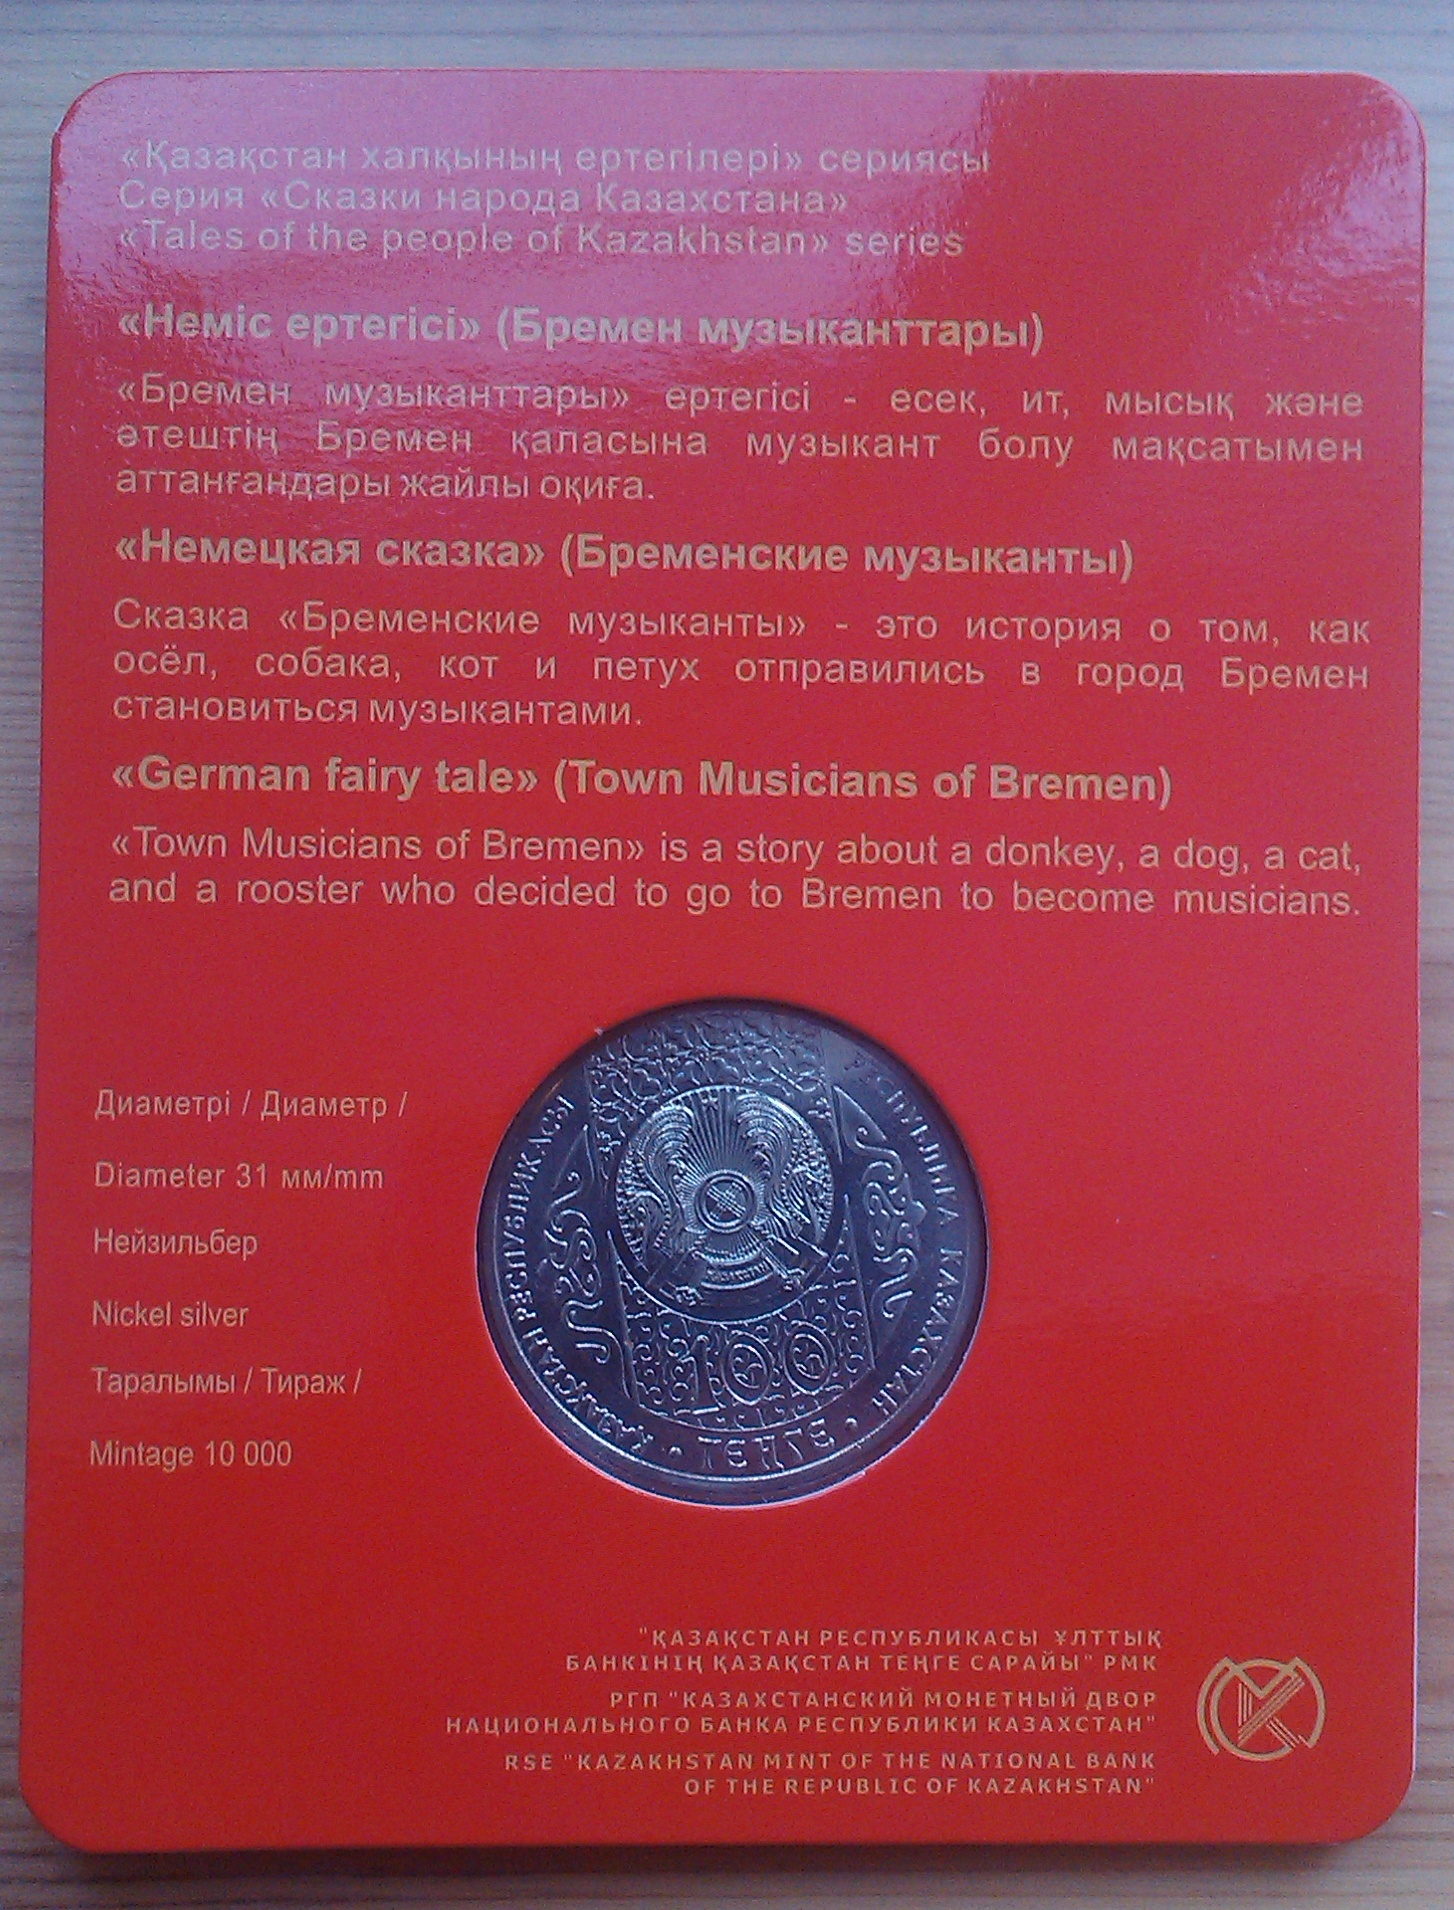 «Қазақстан халқының ертегілері» сериясы
Серия «Сказки народа Казахстана»
«Tales of the people of Kazakhstan» series
«Неміс ертегісі» (Бремен музыканттары)
«Бремен музыканттары» ертегісі - есек, ит, мысық және
әтештің Бремен қаласына музыкант болу мақсатымен
аттанғандары жайлы оқиға.
«Немецкая сказка» (Бременские музыканты)
Сказка «Бременские музыканты» - это история о том, как
осёл, собака, кот и петух отправились в город Бремен
становиться музыкантами.
«German fairy tale» (Town Musicians of Bremen)
«Town Musicians of Bremen» is a story about a donkey, a dog, a cat,
and a rooster who decided to go to Bremen to become musicians.
Диаметрі / Диаметр /
Diameter 31 мм/mm
Нейзильбер
Nickel silver
Таралымы / Тираж /
Mintage 10 000
ҚАЗАҚСТАН РЕСПУБЛИКАСЫ
РЕСПУБЛИКА КАЗАХСТАН
100
• ТЕҢГЕ •
"ҚАЗАҚСТАН РЕСПУБЛИКАСЫ ҰЛТТЫҚ
БАНКІНІҢ ҚАЗАҚСТАН ТЕҢГЕ САРАЙЫ" РМК
РГП "КАЗАХСТАНСКИЙ МОНЕТНЫЙ ДВОР
НАЦИОНАЛЬНОГО БАНКА РЕСПУБЛИКИ КАЗАХСТАН"
RSE "KAZAKHSTAN MINT OF THE NATIONAL BANK
OF THE REPUBLIC OF KAZAKHSTAN"